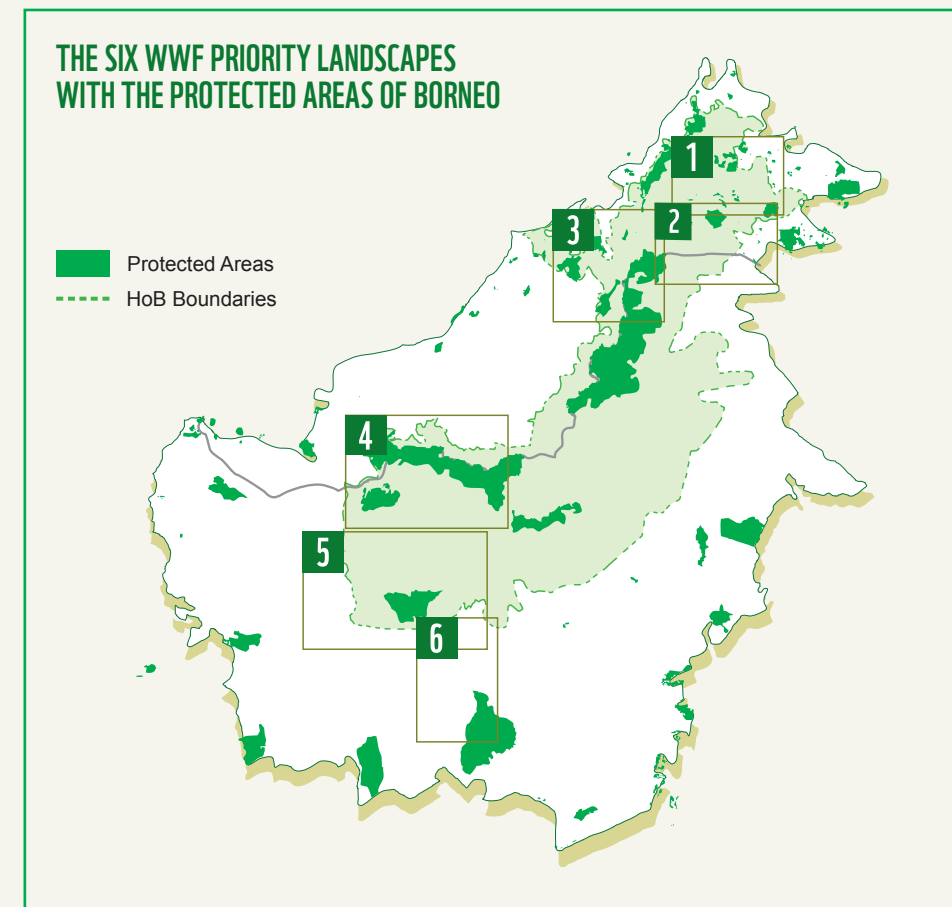 THE SIX WWF PRIORITY LANDSCAPES
WITH THE PROTECTED AREAS OF BORNEO
1
2
3
Protected Areas
HoB Boundaries
4
5
6